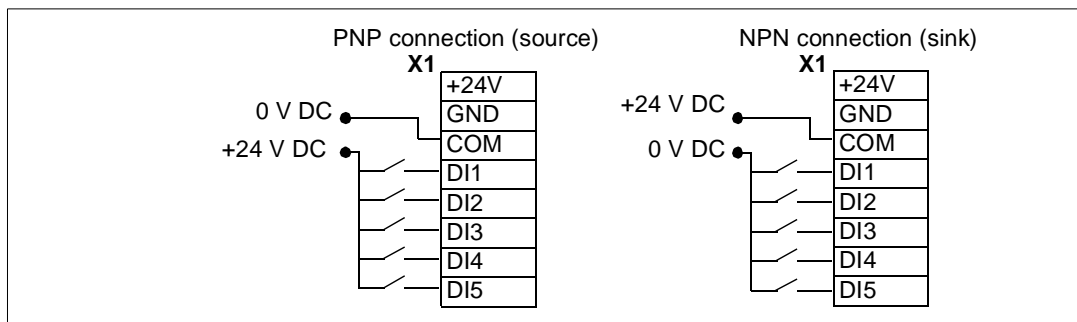 PNP connection (source)
X1
+24V
0 V DC
GND
+24 V DC
COM
DI1
DI2
DI3
DI4
DI5
NPN connection (sink)
X1
+24V
+24 V DC
GND
0 V DC
COM
DI1
DI2
DI3
DI4
DI5